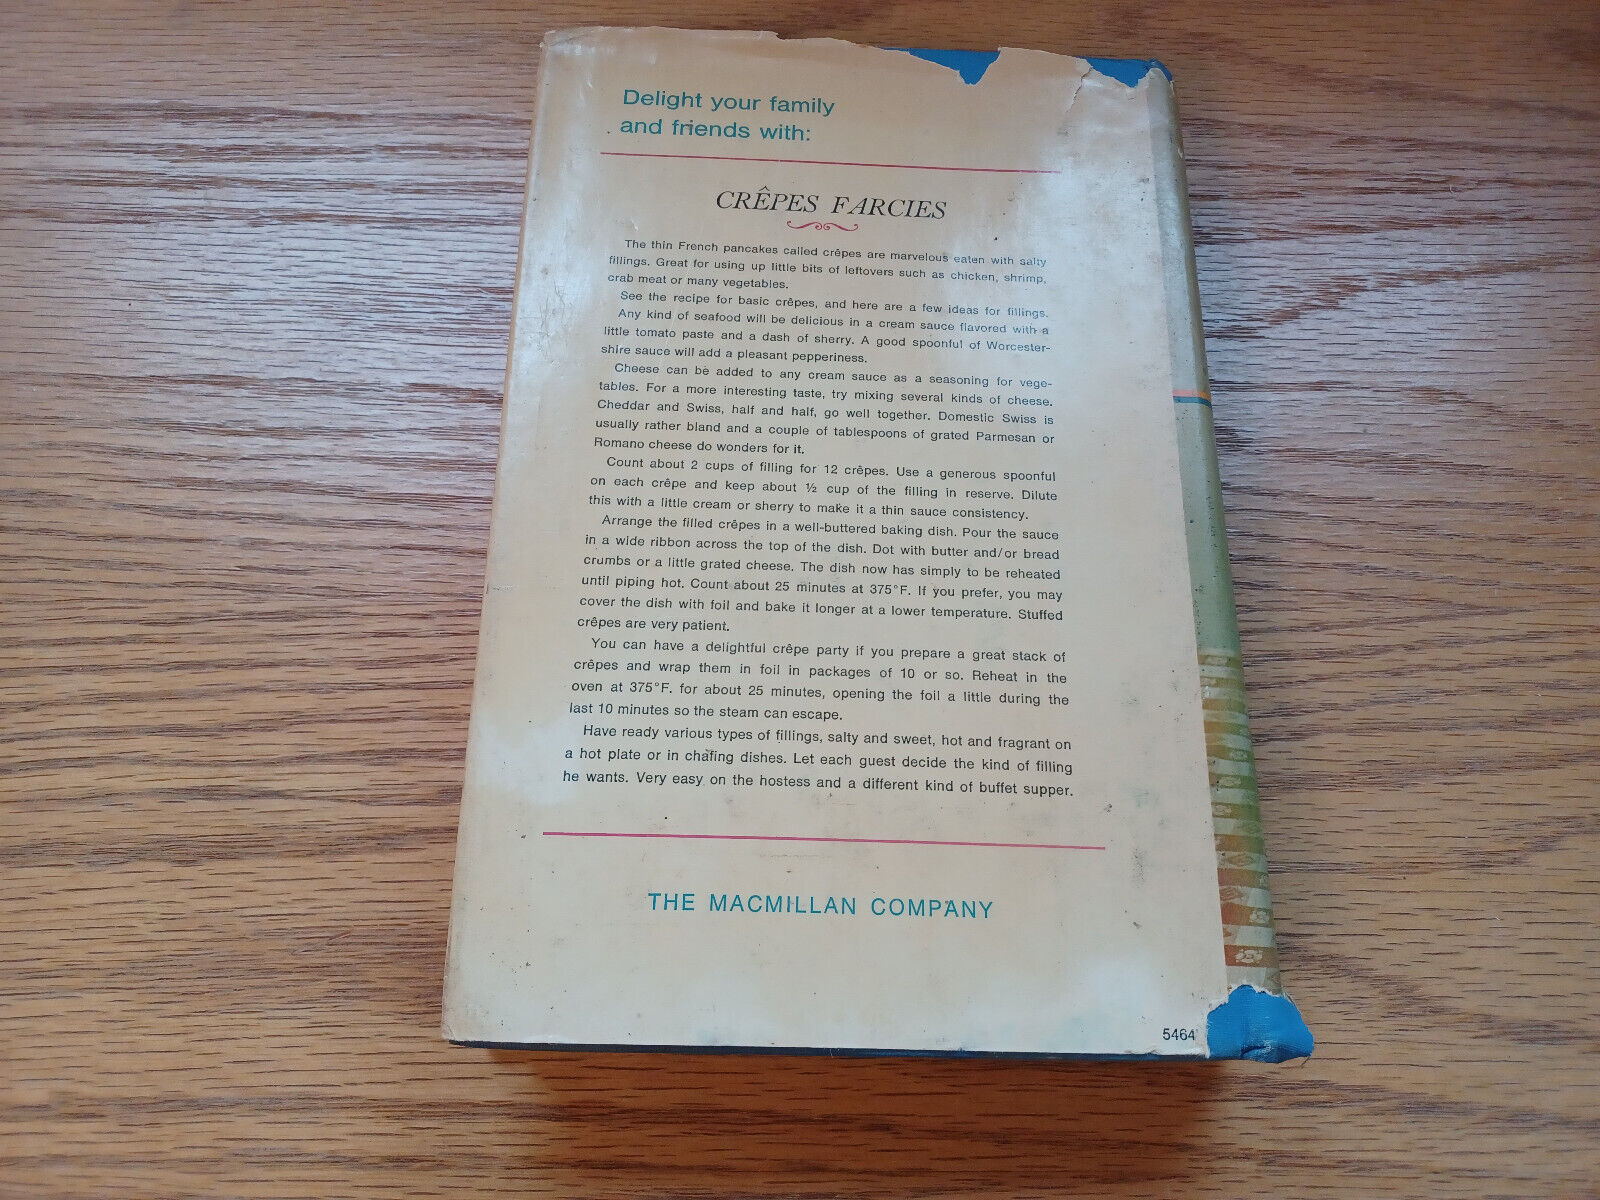 Delight your family
and friends with:
CRÊPES FARCIES
The thin French pancakes called crêpes are marvelous eaten with salty
fillings. Great for using up little bits of leftovers such as chicken, shrimp,
crab meat or many vegetables.
See the recipe for basic crêpes, and here are a few ideas for fillings.
Any kind of seafood will be delicious in a cream sauce flavored with a
little tomato paste and a dash of sherry. A good spoonful of Worcester-
shire sauce will add a pleasant pepperiness.
Cheese can be added to any cream sauce as a seasoning for vege-
tables. For a more interesting taste, try mixing several kinds of cheese.
Cheddar and Swiss, half and half, go well together. Domestic Swiss is
usually rather bland and a couple of tablespoons of grated Parmesan or
Romano cheese do wonders for it.
Count about 2 cups of filling for 12 crêpes. Use a generous spoonful
on each crêpe and keep about ½ cup of the filling in reserve. Dilute
this with a little cream or sherry to make it a thin sauce consistency.
Arrange the filled crêpes in a well-buttered baking dish. Pour the sauce
in a wide ribbon across the top of the dish. Dot with butter and/or bread
crumbs or a little grated cheese. The dish now has simply to be reheated
until piping hot. Count about 25 minutes at 375°F. If you prefer, you may
cover the dish with foil and bake it longer at a lower temperature. Stuffed
crêpes are very patient.
You can have a delightful crêpe party if you prepare a great stack of
crêpes and wrap them in foil in packages of 10 or so. Reheat in the
oven at 375°F. for about 25 minutes, opening the foil a little during the
last 10 minutes so the steam can escape.
Have ready various types of fillings, salty and sweet, hot and fragrant on
a hot plate or in chafing dishes. Let each guest decide the kind of filling
he wants. Very easy on the hostess and a different kind of buffet supper.
THE MACMILLAN COMPANY
5464